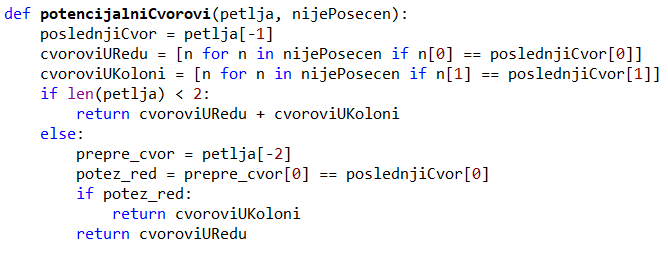 def potencijalniCvorovi(petlja, nijePosecen):
    poslednjiCvor = petlja[-1]
    cvoroviURedu = [n for n in nijePosecen if n[0] == poslednjiCvor[0]]
    cvoroviUKoloni = [n for n in nijePosecen if n[1] == poslednjiCvor[1]]
    if len(petlja) < 2:
        return cvoroviURedu + cvoroviUKoloni
    else:
        prepre_cvor = petlja[-2]
        potez_red = prepre_cvor[0] == poslednjiCvor[0]
        if potez_red:
            return cvoroviUKoloni
        return cvoroviURedu